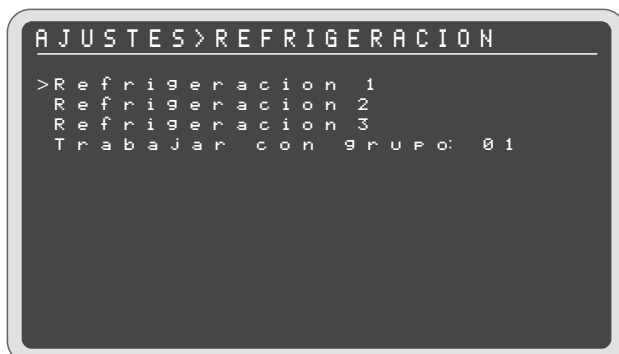 AJUSTES>REFRIGERACION
>Refrigeracion 1
Refrigeracion 2
Refrigeracion 3
Trabajar con grupo: 01